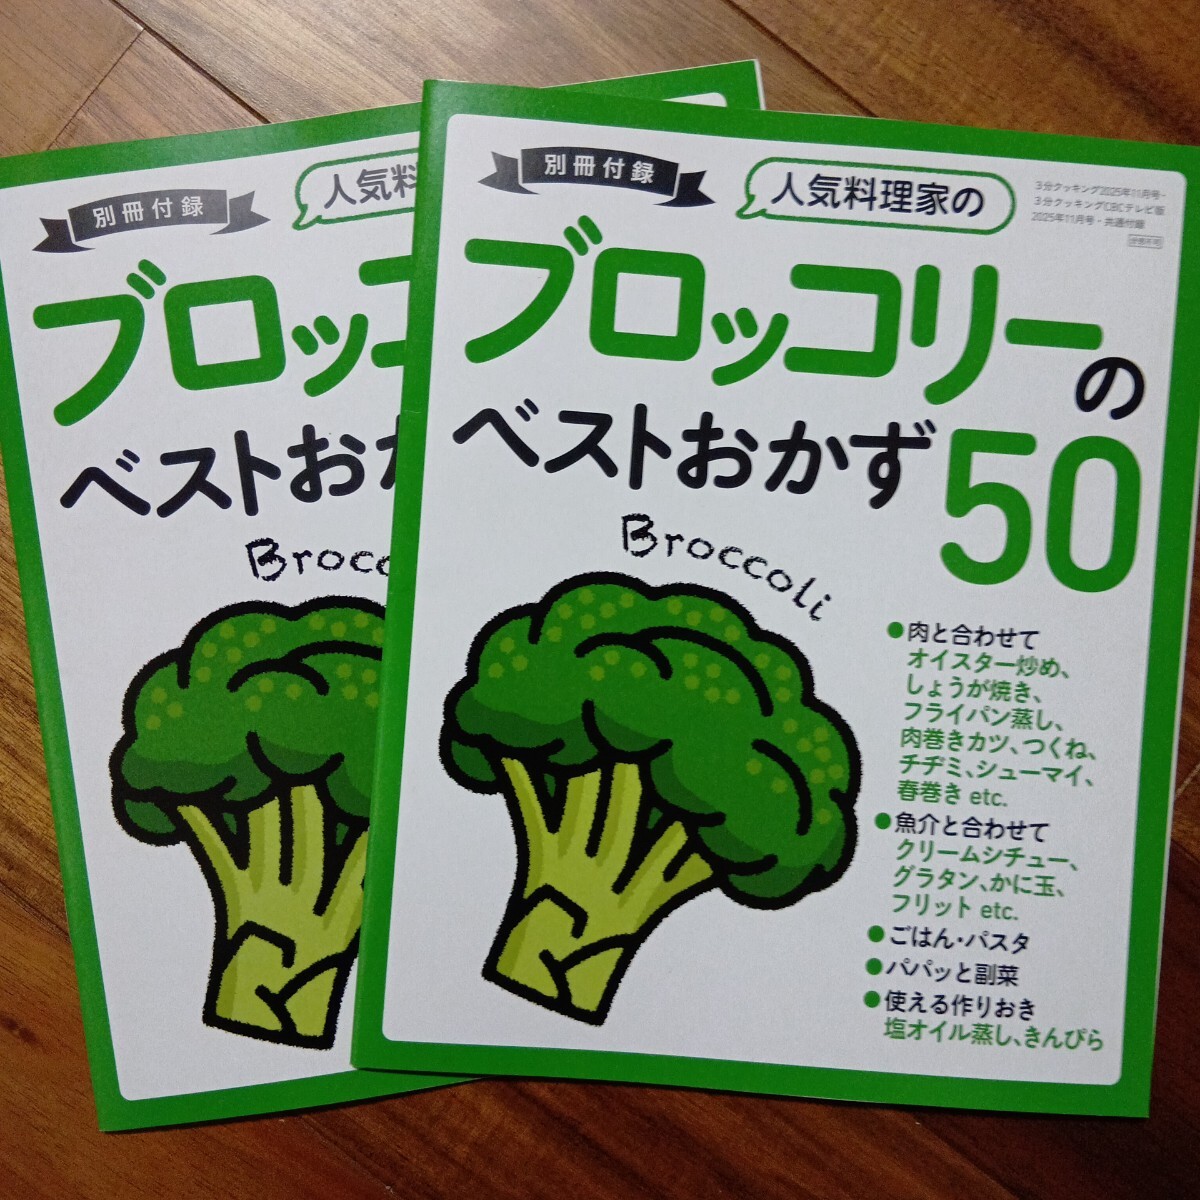 別冊付録
人気料
ブロッコ
ベストおか
Brocco
別冊付録
人気料理家の
3分クッキング2025年11月号・
3分クッキングCBCテレビ版
2025年11月号・共通付録
ブロッコリーの
ベストおかず50
Broccoli
●肉と合わせて
オイスター炒め、
しょうが焼き、
フライパン蒸し、
肉巻きカツ、つくね、
チヂミ、シューマイ、
春巻き etc.
●魚介と合わせて
クリームシチュー、
グラタン、かに玉、
フリット etc.
●ごはん・パスタ
●パパッと副菜
●使える作りおき
塩オイル蒸し、きんぴら